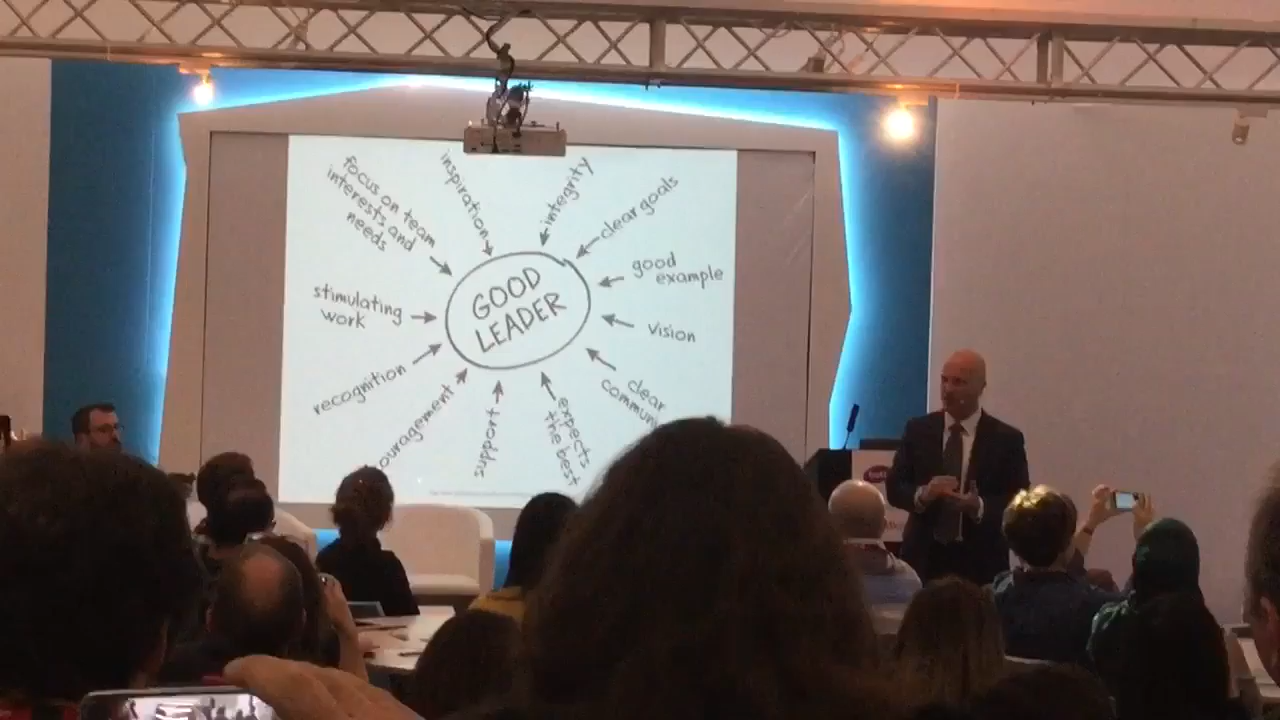 GOOD
LEADER
inspiration
integrity
clear goals
good
example
vision
clear
expects
the best
support
recognition
stimulating
work
focus on team
interests and
needs